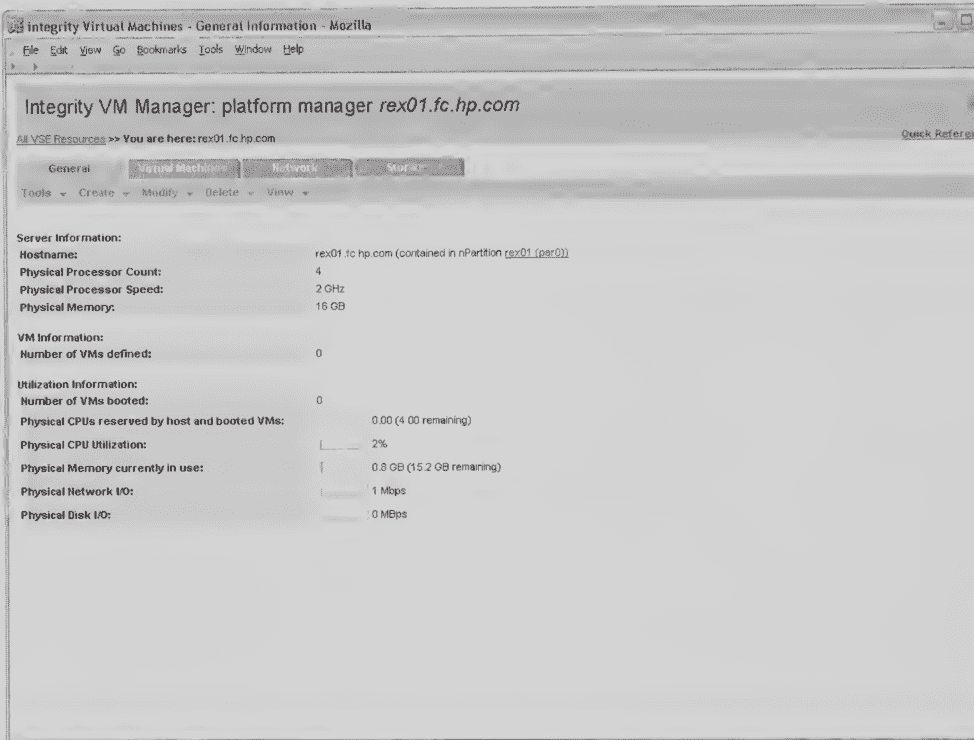 integrity Virtual Machines - General Information - Mozilla
File Edit View Go Bookmarks Tools Window Help
Integrity VM Manager: platform manager rex01.fc.hp.com
All VSE Resources >> You are here: rex01.fc.hp.com
Quick Refere
General Virtual Machines Network
Tools Create Modify Delete View
Server Information:
Hostname: rex01.fc.hp.com (contained in nPartition rex01 (par0))
Physical Processor Count: 4
Physical Processor Speed: 2 GHz
Physical Memory: 16 GB
VM Information:
Number of VMs defined: 0
Utilization Information:
Number of VMs booted: 0
Physical CPUs reserved by host and booted VMs: 0.00 (4.00 remaining)
Physical CPU Utilization: 2%
Physical Memory currently in use: 0.8 GB (15.2 GB remaining)
Physical Network I/O: 1 Mbps
Physical Disk I/O: 0 MBps